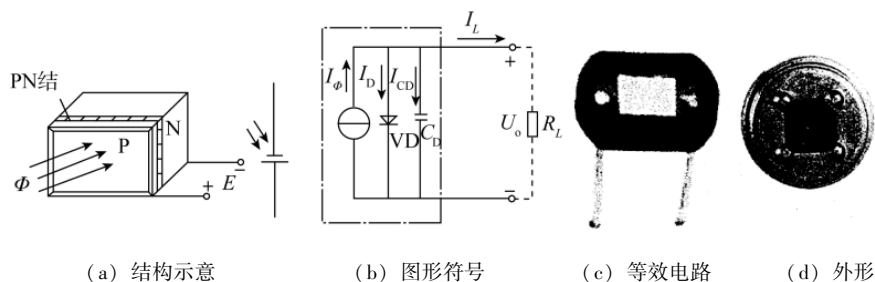 PN结
P
N
Φ
E
−
+
I_Φ
I_D
I_CD
VD
C_D
I_L
+
U_o
R_L
−
(a) 结构示意
(b) 图形符号
(c) 等效电路
(d) 外形